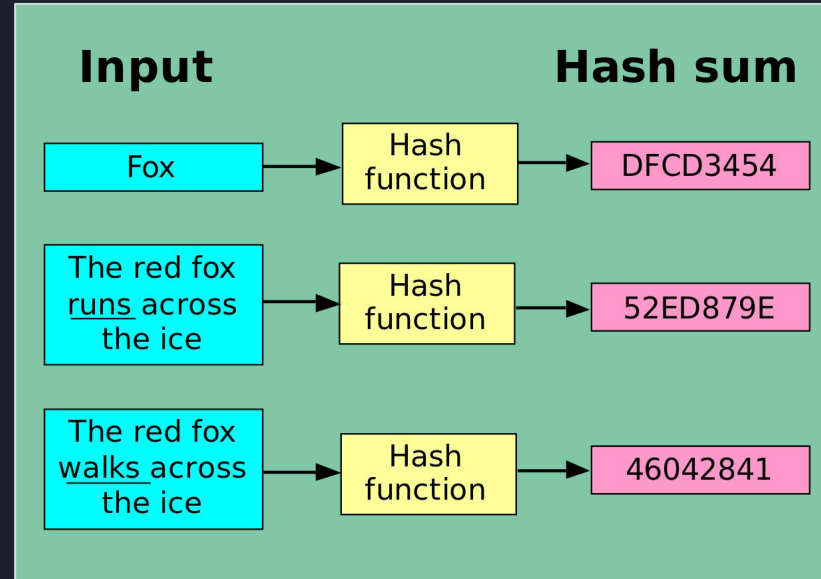 Input
Hash sum
Fox
Hash
function
DFCD3454
The red fox
runs across
the ice
Hash
function
52ED879E
The red fox
walks across
the ice
Hash
function
46042841